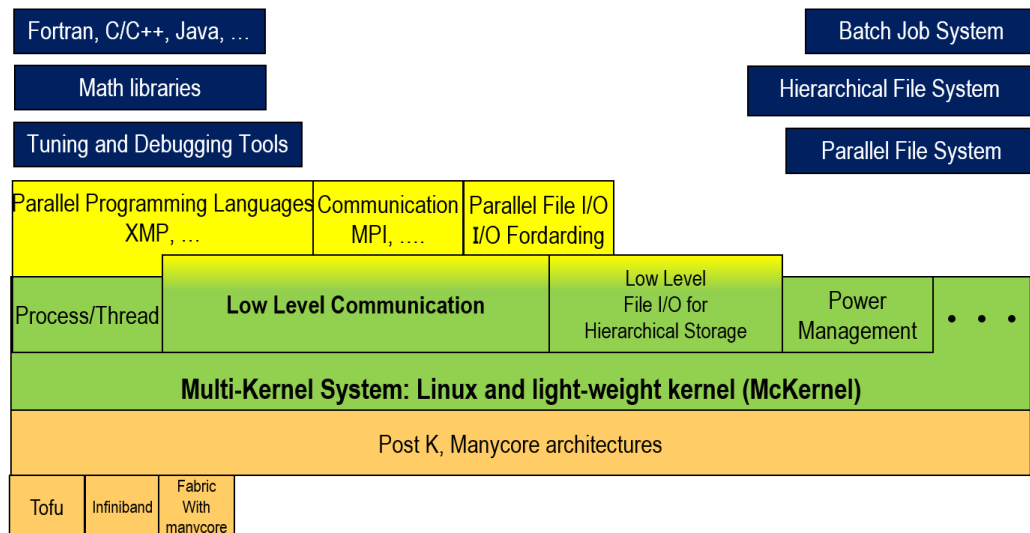 Fortran, C/C++, Java, …
Batch Job System
Math libraries
Hierarchical File System
Tuning and Debugging Tools
Parallel File System
Parallel Programming Languages
XMP, …
Communication
MPI, ….
Parallel File I/O
I/O Fordarding
Process/Thread
Low Level Communication
Low Level
File I/O for
Hierarchical Storage
Power
Management
• • •
Multi-Kernel System: Linux and light-weight kernel (McKernel)
Post K, Manycore architectures
Tofu
Infiniband
Fabric
With
manycore